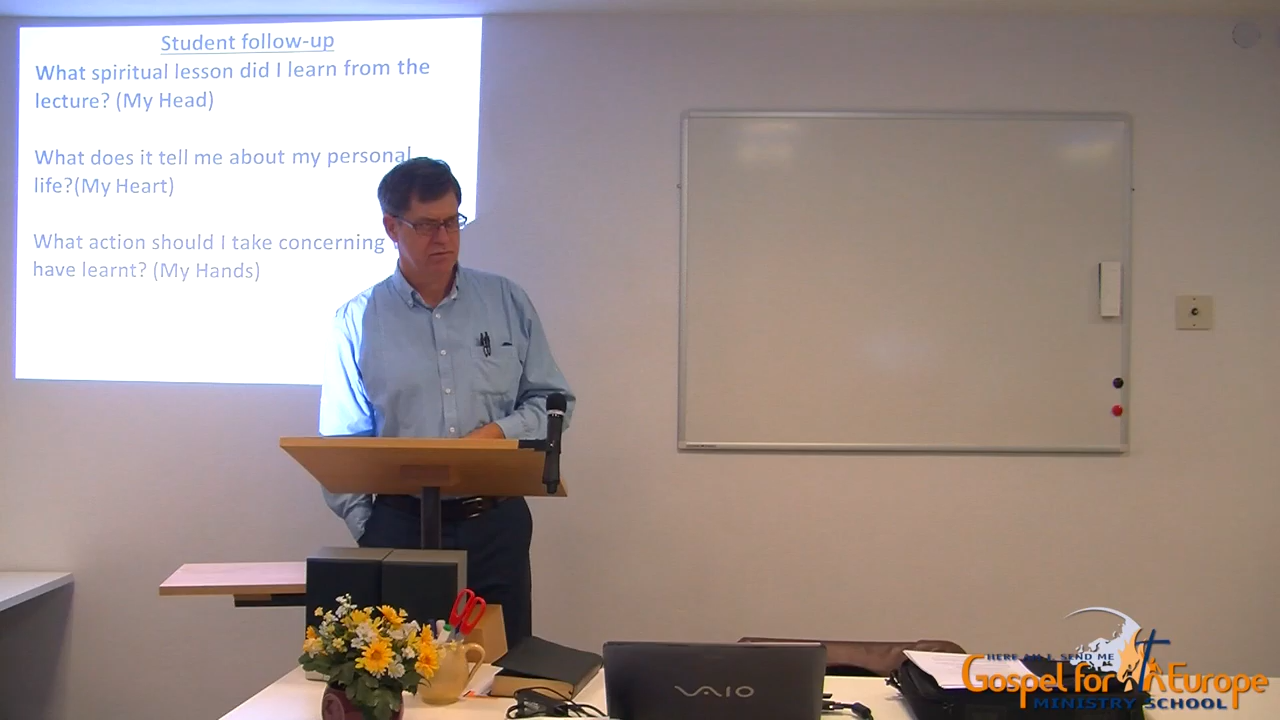 Student follow-up
What spiritual lesson did I learn from the
lecture? (My Head)
What does it tell me about my personal
life?(My Heart)
What action should I take concerning
have learnt? (My Hands)
VAIO
HERE AM I, SEND ME
Gospel for Europe
MINISTRY SCHOOL